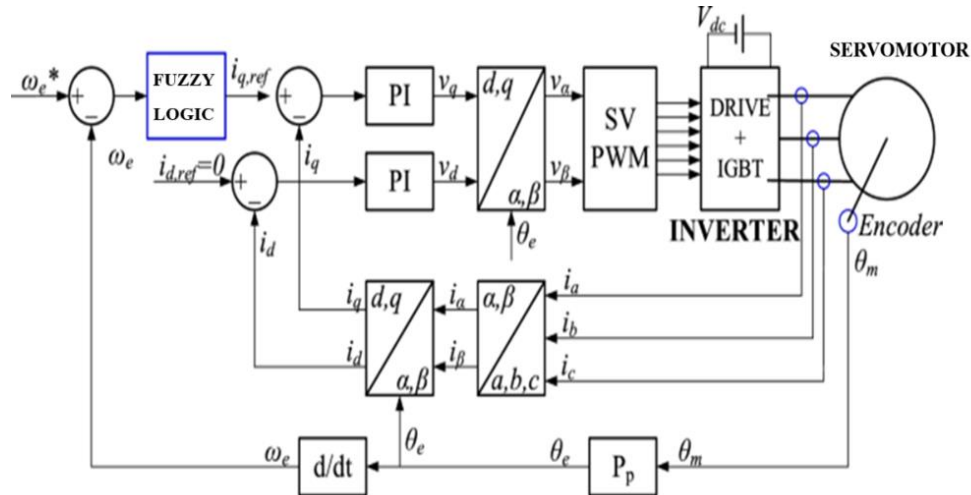 V_dc
SERVOMOTOR
ω_e*
+
−
FUZZY
LOGIC
i_q,ref
+
−
PI
v_q
d,q
v_α
SV
PWM
DRIVE
+
IGBT
ω_e
i_d,ref=0
+
−
i_q
PI
v_d
α,β
v_β
INVERTER
Encoder
i_d
θ_e
θ_m
i_q
d,q
i_α
α,β
i_a
i_b
i_d
α,β
i_β
a,b,c
i_c
ω_e
d/dt
θ_e
θ_e
P_p
θ_m